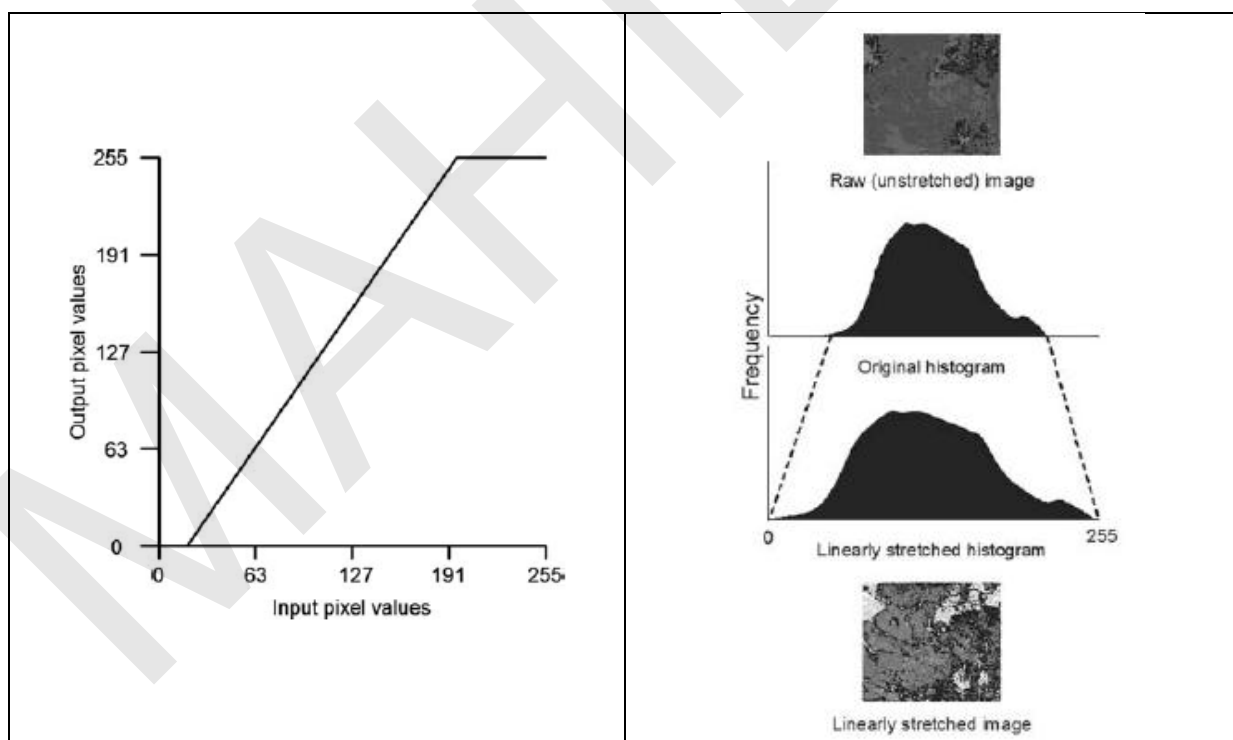 255
191
127
63
0
Output pixel values
0 63 127 191 255
Input pixel values
Raw (unstretched) image
Frequency
Original histogram
0 255
Linearly stretched histogram
Linearly stretched image
MAHE